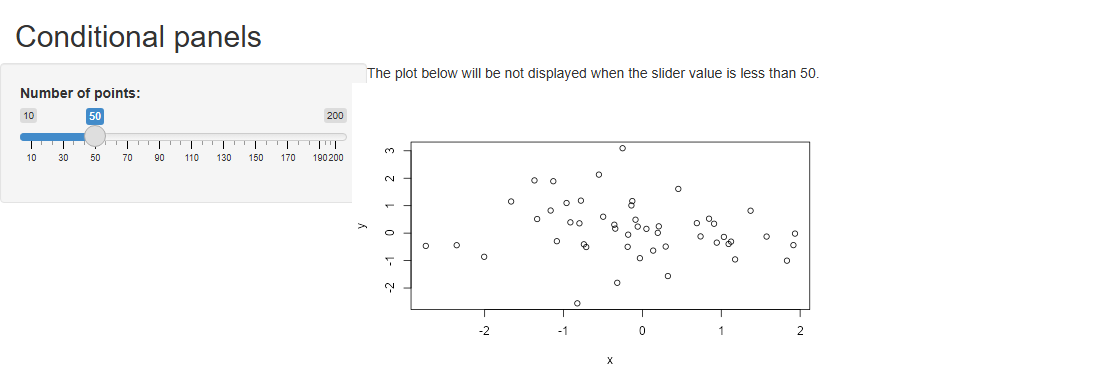 Conditional panels
The plot below will be not displayed when the slider value is less than 50.
Number of points:
10 50 200
10 30 50 70 90 110 130 150 170 190 200
3
2
1
0
-1
-2
y
-2 -1 0 1 2
x